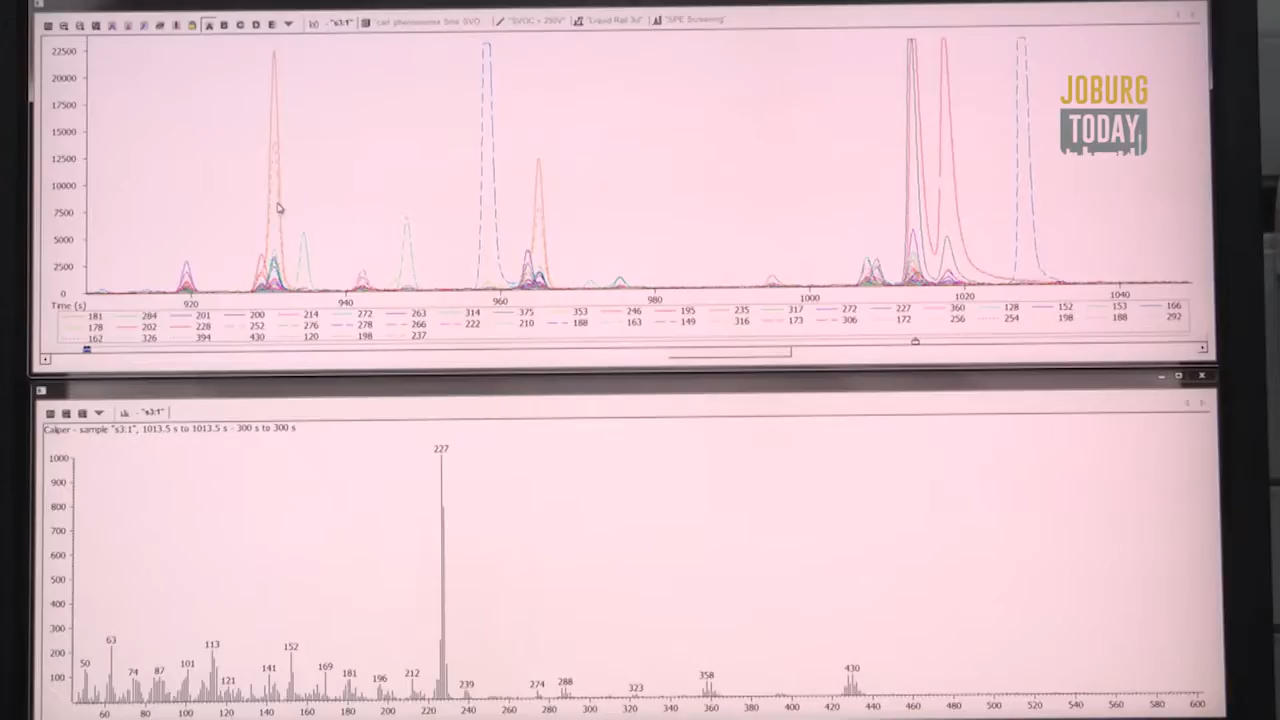 - "s3:1" "SVOC + 250V" "Liquid Rail 3d" "SPE Screening"
JOBURG
TODAY
22500
20000
17500
15000
12500
10000
7500
5000
2500
0
Time (s) 920 940 960 980 1000 1020 1040
181 284 201 200 214 272 263 314 375 353 246 195 235 317 272 227 360 128 152 153 166
178 202 228 252 276 278 266 222 210 188 163 149 316 173 306 172 256 254 198 188 292
162 326 394 430 120 198 237
- "s3:1"
Caliper - sample "s3:1", 1013.5 s to 1013.5 s - 300 s to 300 s
1000
900
800
700
600
500
400
300
200
100
227
50 63 74 87 101 113 121 141 152 169 181 196 212 239 274 288 323 358 430
60 80 100 120 140 160 180 200 220 240 260 280 300 320 340 360 380 400 420 440 460 480 500 520 540 560 580 600